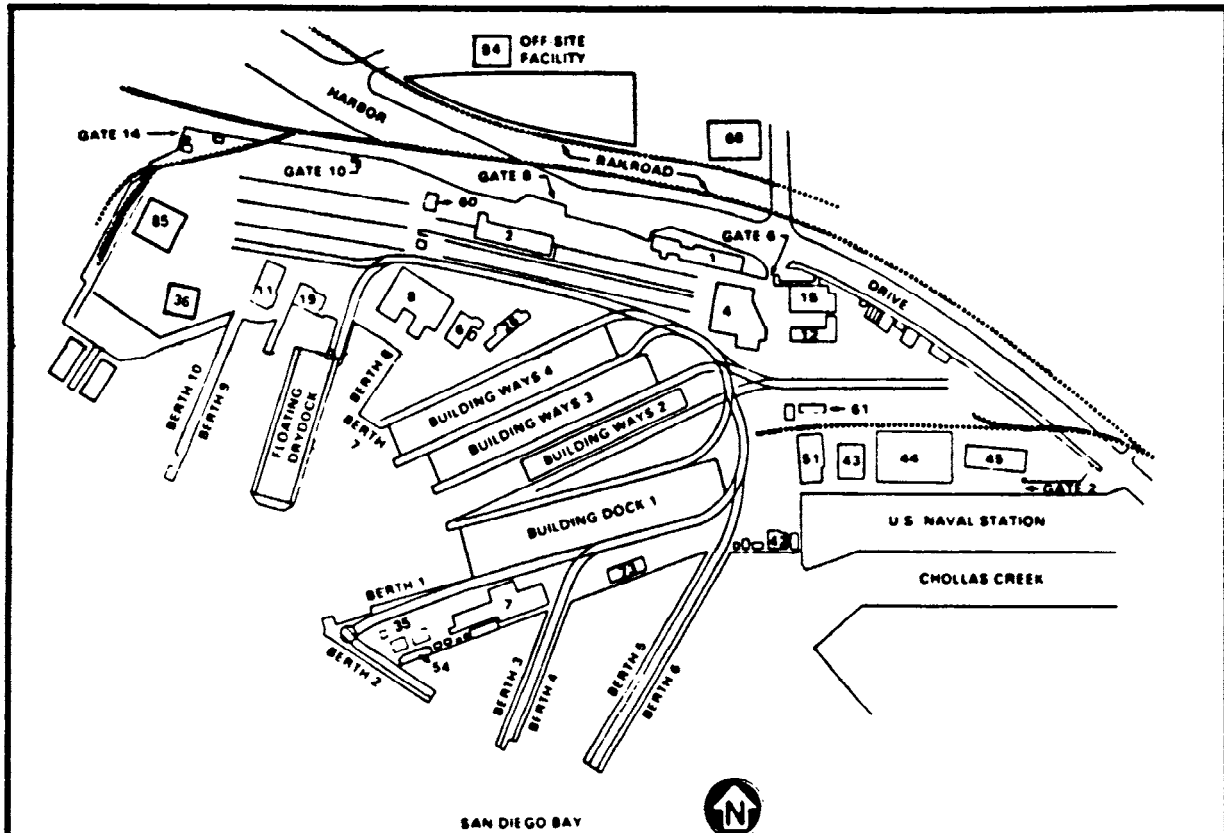 94
OFF SITE
FACILITY
HARBOR
GATE 14
68
RAILROAD
GATE 10
GATE 8
60
85
2
1
GATE 6
36
11
19
8
4
15
DRIVE
12
BERTH 10
BERTH 9
FLOATING
DRYDOCK
BERTH 8
BERTH
7
BUILDING WAYS 4
BUILDING WAYS 3
BUILDING WAYS 2
61
51
43
44
45
GATE 2
BUILDING DOCK 1
U.S. NAVAL STATION
42
CHOLLAS CREEK
BERTH 1
7
35
54
BERTH 2
BERTH 3
BERTH 4
BERTH 5
BERTH 6
N
SAN DIEGO BAY